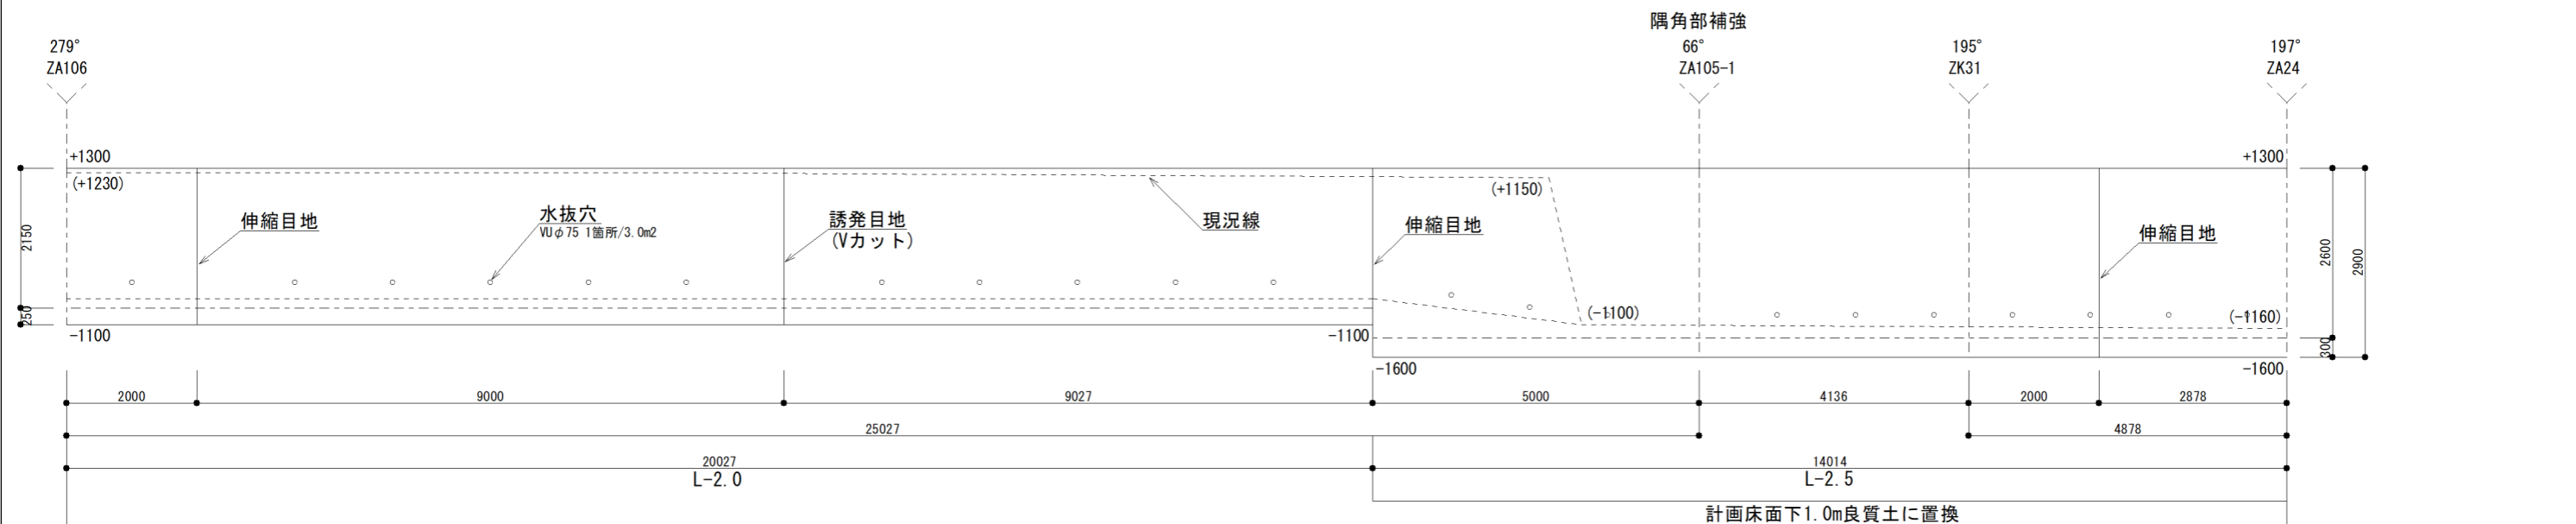 隅角部補強
279°
ZA106
66°
ZA105-1
195°
ZK31
197°
ZA24
+1300
+1300
(+1230)
(+1150)
伸縮目地
水抜穴
VUφ75 1箇所/3.0m2
誘発目地
(Vカット)
現況線
伸縮目地
伸縮目地
2150
250
2600
2900
300
(-1100)
(-1160)
-1100
-1100
-1600
-1600
2000
9000
9027
5000
4136
2000
2878
25027
4878
20027
14014
L-2.0
L-2.5
計画床面下1.0m良質土に置換